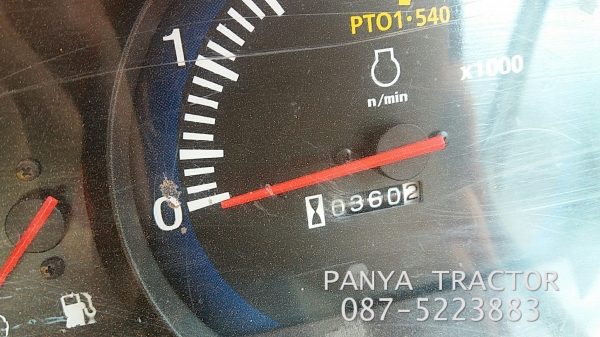 PTO1·540
1
x1000
n/min
0
03602
PANYA TRACTOR
087-5223883